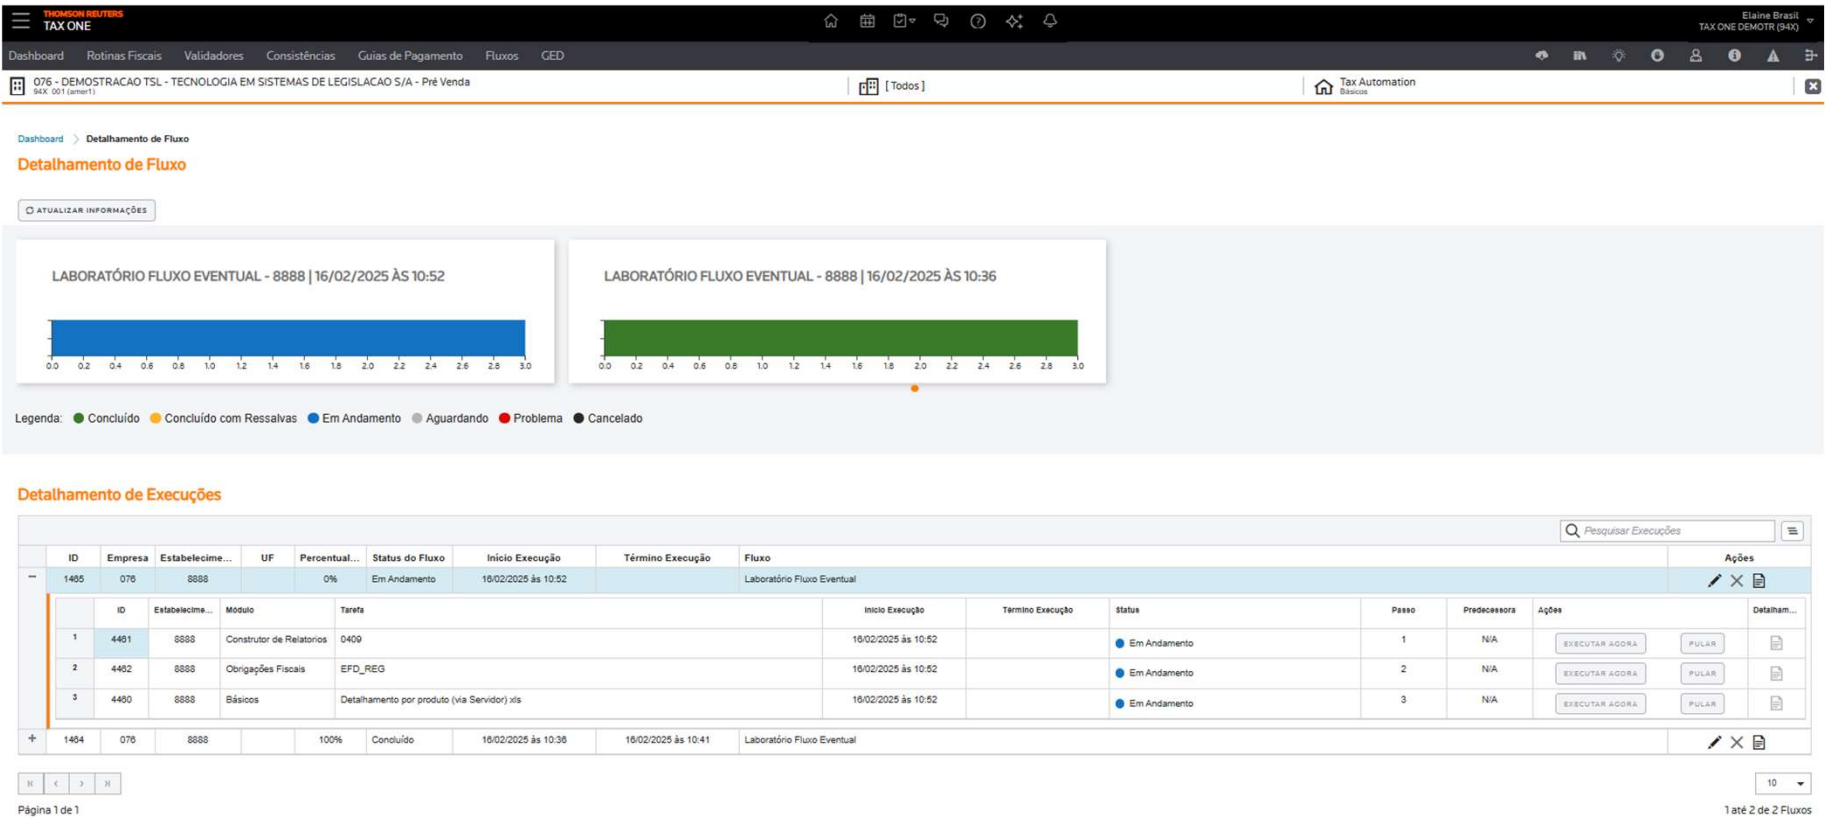 THOMSON REUTERS
TAX ONE
Elaine Brasil
TAX ONE DEMOTR (94X)
Dashboard Rotinas Fiscais Validadores Consistências Guias de Pagamento Fluxos GED
076 - DEMOSTRACAO TSL - TECNOLOGIA EM SISTEMAS DE LEGISLACAO S/A - Pré Venda
94X 001 (amer1)
[ Todos ]
Tax Automation
Básicos
Dashboard > Detalhamento de Fluxo
Detalhamento de Fluxo
ATUALIZAR INFORMAÇÕES
LABORATÓRIO FLUXO EVENTUAL - 8888 | 16/02/2025 ÀS 10:52
0.0 0.2 0.4 0.6 0.8 1.0 1.2 1.4 1.6 1.8 2.0 2.2 2.4 2.6 2.8 3.0
LABORATÓRIO FLUXO EVENTUAL - 8888 | 16/02/2025 ÀS 10:36
0.0 0.2 0.4 0.6 0.8 1.0 1.2 1.4 1.6 1.8 2.0 2.2 2.4 2.6 2.8 3.0
Legenda: Concluído Concluído com Ressalvas Em Andamento Aguardando Problema Cancelado
Detalhamento de Execuções
Pesquisar Execuções
ID Empresa Estabelecime... UF Percentual... Status do Fluxo Início Execução Término Execução Fluxo Ações
1465 076 8888 0% Em Andamento 16/02/2025 às 10:52 Laboratório Fluxo Eventual
ID Estabelecime... Módulo Tarefa Início Execução Término Execução Status Passo Predecessora Ações Detalham...
1 4461 8888 Construtor de Relatorios 0409 16/02/2025 às 10:52 Em Andamento 1 N/A EXECUTAR AGORA PULAR
2 4462 8888 Obrigações Fiscais EFD_REG 16/02/2025 às 10:52 Em Andamento 2 N/A EXECUTAR AGORA PULAR
3 4460 8888 Básicos Detalhamento por produto (via Servidor) xls 16/02/2025 às 10:52 Em Andamento 3 N/A EXECUTAR AGORA PULAR
1464 076 8888 100% Concluído 16/02/2025 às 10:36 16/02/2025 às 10:41 Laboratório Fluxo Eventual
10
Página 1 de 1
1 até 2 de 2 Fluxos